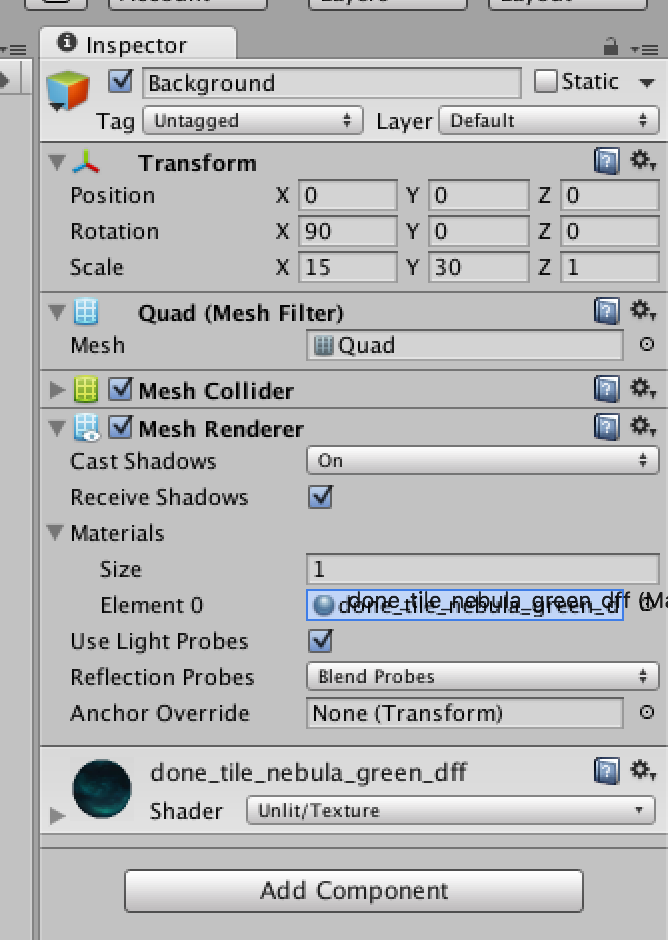 Account
Layers
Layout
Inspector
Background Static
Tag Untagged Layer Default
Transform
Position X 0 Y 0 Z 0
Rotation X 90 Y 0 Z 0
Scale X 15 Y 30 Z 1
Quad (Mesh Filter)
Mesh Quad
Mesh Collider
Mesh Renderer
Cast Shadows On
Receive Shadows
Materials
Size 1
Element 0 done_tile_nebula_green_d
done_tile_nebula_green_dff (Ma
Use Light Probes
Reflection Probes Blend Probes
Anchor Override None (Transform)
done_tile_nebula_green_dff
Shader Unlit/Texture
Add Component